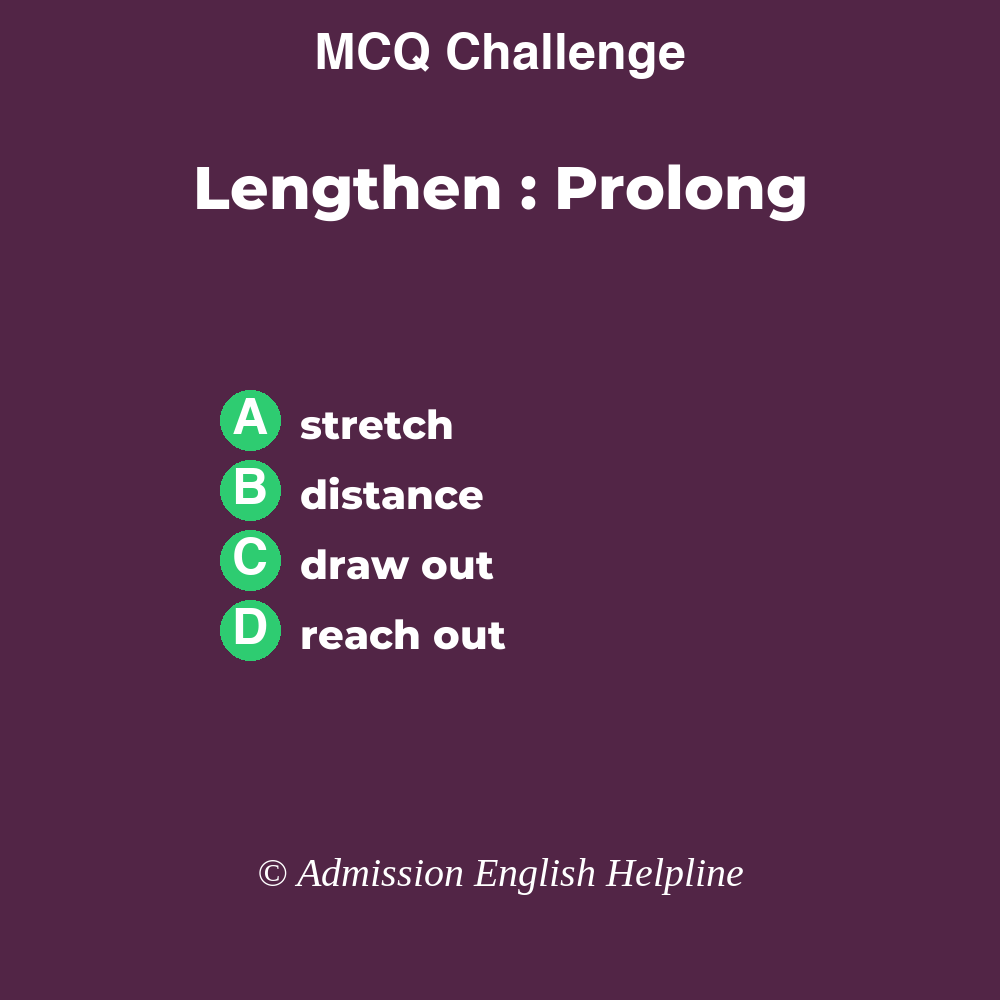 MCQ Challenge
Lengthen : Prolong
A stretch
B distance
C draw out
D reach out
© Admission English Helpline